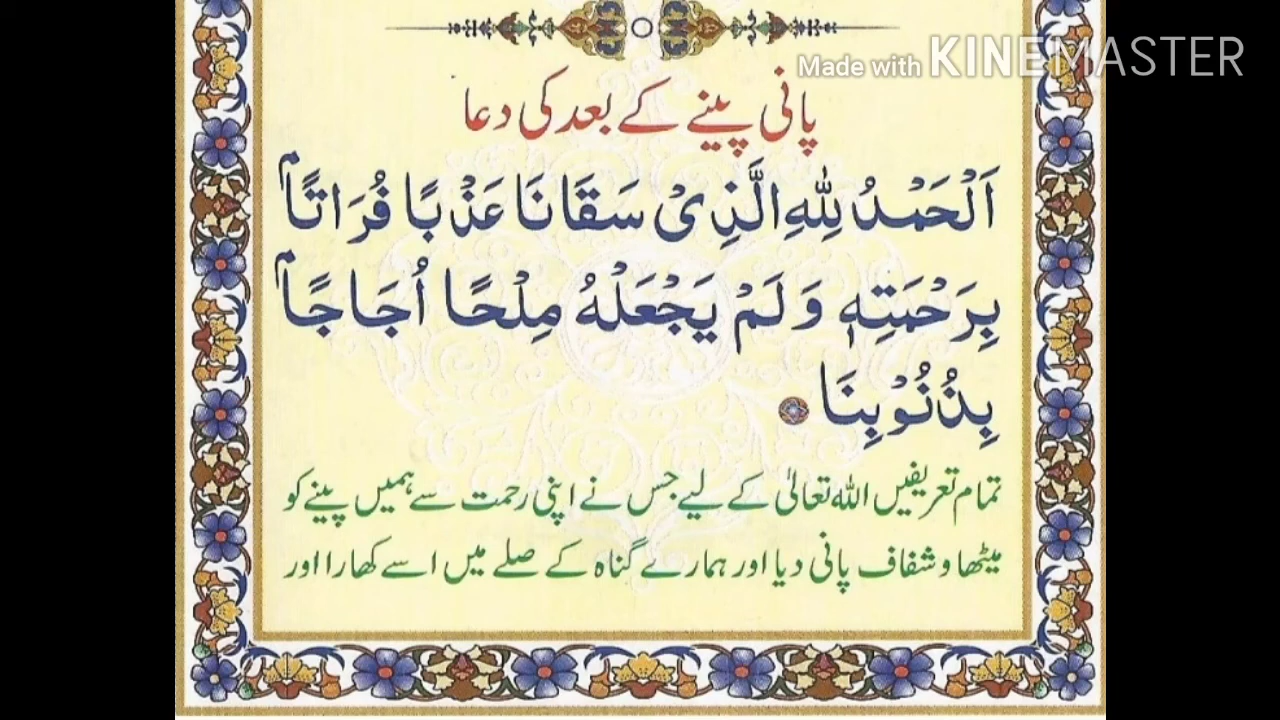 Made with KINEMASTER
پانی پینے کے بعد کی دعا
اَلْحَمْدُ لِلّٰهِ الَّذِیْ سَقَانَا عَذْبًا فُرَاتًاۢ
بِرَحْمَتِهٖ وَلَمْ یَجْعَلْهُ مِلْحًا اُجَاجًاۢ
بِذُنُوْبِنَا
تمام تعریفیں اللہ تعالیٰ کے لیے جس نے اپنی رحمت سے ہمیں پینے کو
میٹھا و شفاف پانی دیا اور ہمارے گناہ کے صلے میں اسے کھارا اور